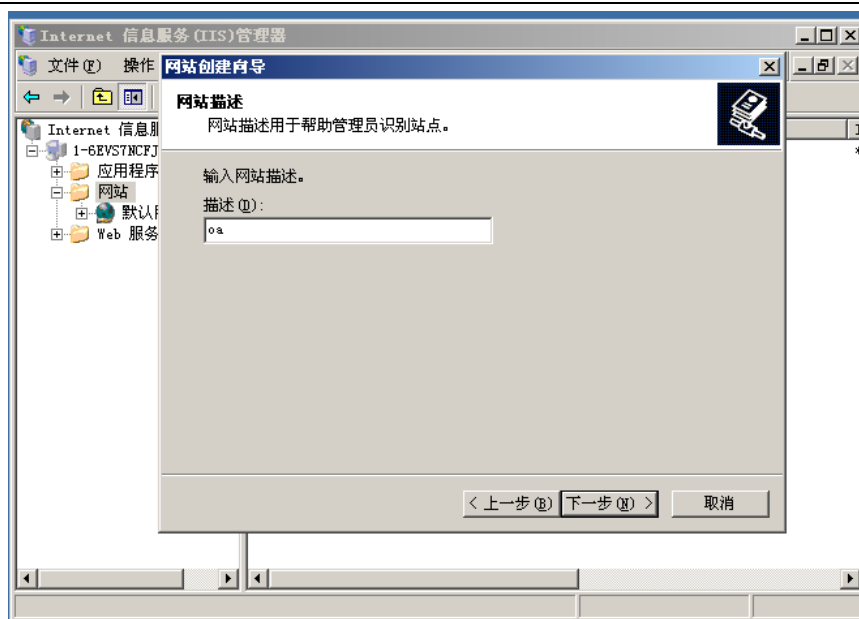 Internet 信息服务(IIS)管理器
文件(F) 操作
网站创建向导
网站描述
网站描述用于帮助管理员识别站点。
Internet 信息服
1-6EVS7NCFJ
应用程序
网站
默认
Web 服务
输入网站描述。
描述(D):
oa
< 上一步(B) 下一步(N) > 取消